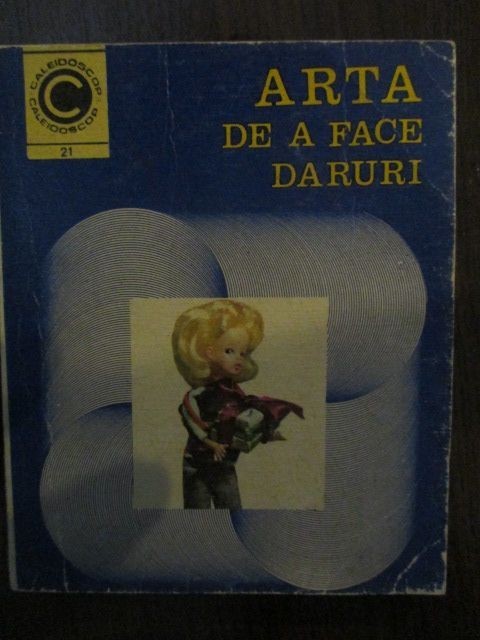 CALEIDOSCOP
C
CALEIDOSCOP
21
ARTA
DE A FACE
DARURI